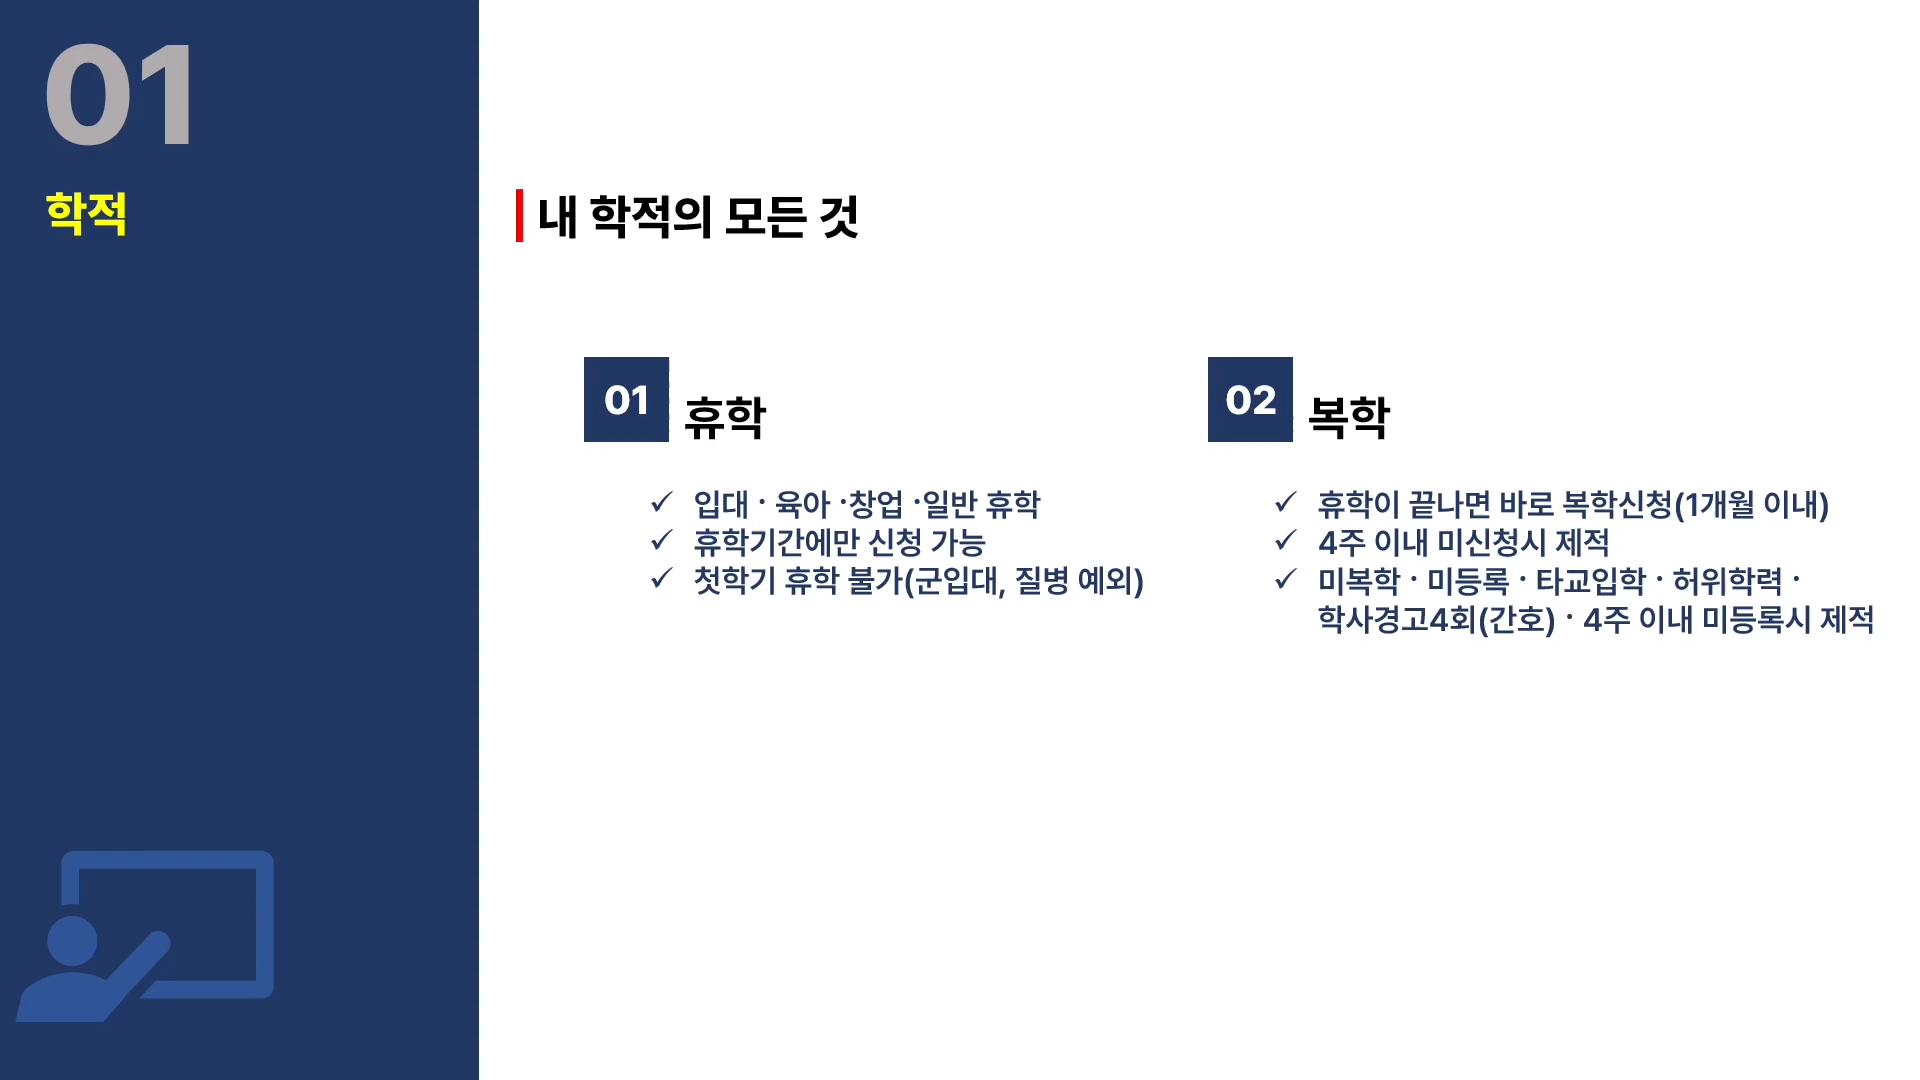 01
학적
내 학적의 모든 것
01
휴학
입대 · 육아 ·창업 ·일반 휴학
휴학기간에만 신청 가능
첫학기 휴학 불가(군입대, 질병 예외)
02
복학
휴학이 끝나면 바로 복학신청(1개월 이내)
4주 이내 미신청시 제적
미복학 · 미등록 · 타교입학 · 허위학력 ·
학사경고4회(간호) · 4주 이내 미등록시 제적